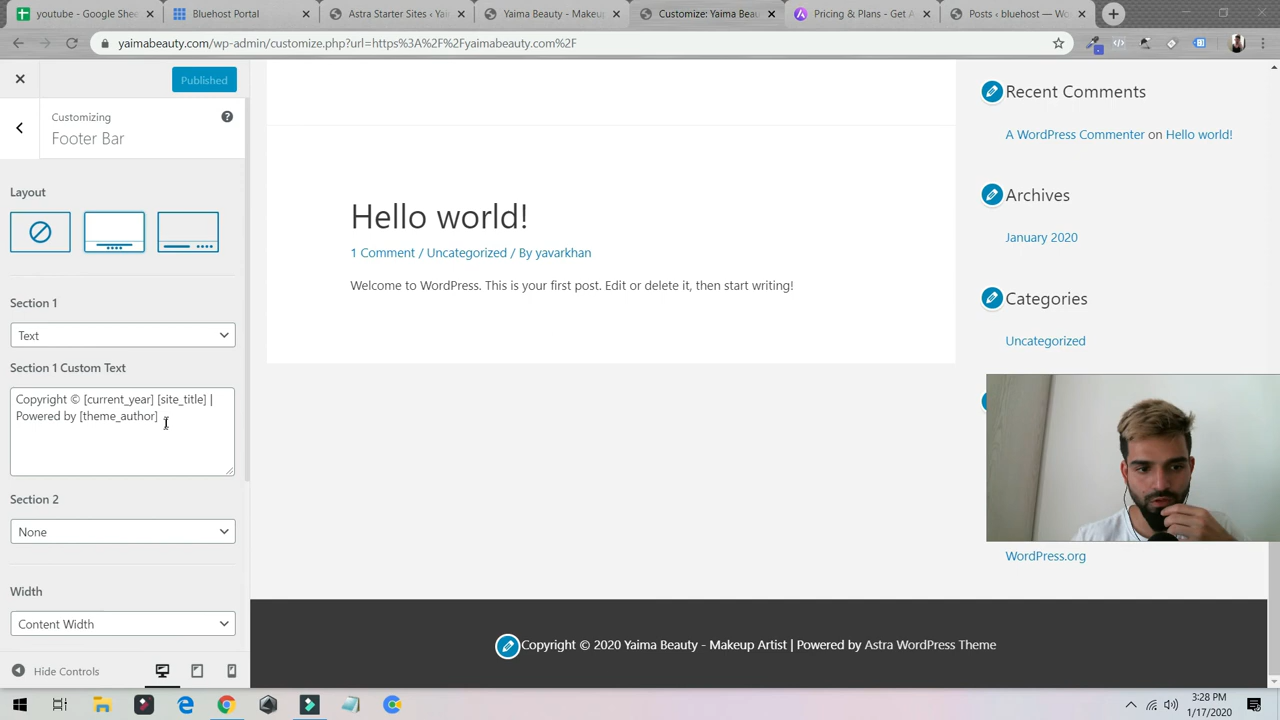 youtube - Google Sheets
Bluehost Portal
Astra Starter Sites ‹ Yai
Yaima Beauty - Makeup
Customize: Yaima Beau
Pricing & Plans - Get A
Posts ‹ bluehost — Wo
yaimabeauty.com/wp-admin/customize.php?url=https%3A%2F%2Fyaimabeauty.com%2F
Published
Customizing
Footer Bar
Layout
Section 1
Text
Section 1 Custom Text
Copyright © [current_year] [site_title] |
Powered by [theme_author]
Section 2
None
Width
Content Width
Hide Controls
Hello world!
1 Comment / Uncategorized / By yavarkhan
Welcome to WordPress. This is your first post. Edit or delete it, then start writing!
Recent Comments
A WordPress Commenter on Hello world!
Archives
January 2020
Categories
Uncategorized
WordPress.org
Copyright © 2020 Yaima Beauty - Makeup Artist | Powered by Astra WordPress Theme
3:28 PM
1/17/2020